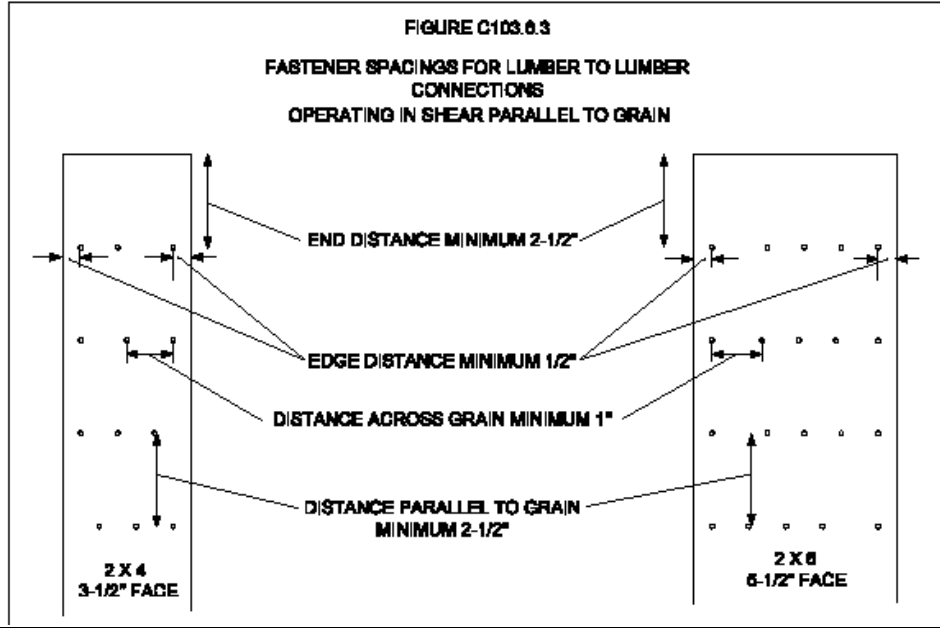 FIGURE C103.6.3
FASTENER SPACINGS FOR LUMBER TO LUMBER
CONNECTIONS
OPERATING IN SHEAR PARALLEL TO GRAIN
END DISTANCE MINIMUM 2-1/2"
EDGE DISTANCE MINIMUM 1/2"
DISTANCE ACROSS GRAIN MINIMUM 1"
DISTANCE PARALLEL TO GRAIN
MINIMUM 2-1/2"
2 X 4
3-1/2" FACE
2 X 6
5-1/2" FACE